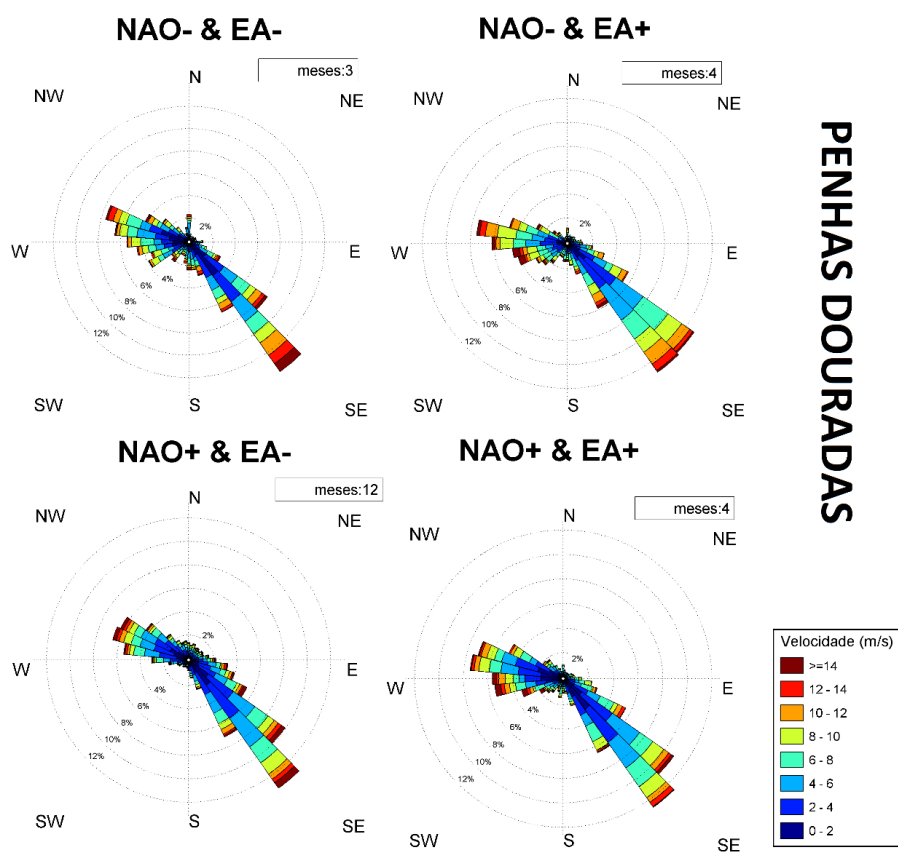 NAO- & EA-
meses:3
N
NW
NE
W
E
2%
4%
6%
8%
10%
12%
SW
S
SE
NAO- & EA+
meses:4
N
NW
NE
W
E
2%
4%
6%
8%
10%
12%
SW
S
SE
PENHAS DOURADAS
NAO+ & EA-
meses:12
N
NW
NE
W
E
2%
4%
6%
8%
10%
12%
SW
S
SE
NAO+ & EA+
meses:4
N
NW
NE
W
E
2%
4%
6%
8%
10%
12%
SW
S
SE
Velocidade (m/s)
>=14
12 - 14
10 - 12
8 - 10
6 - 8
4 - 6
2 - 4
0 - 2